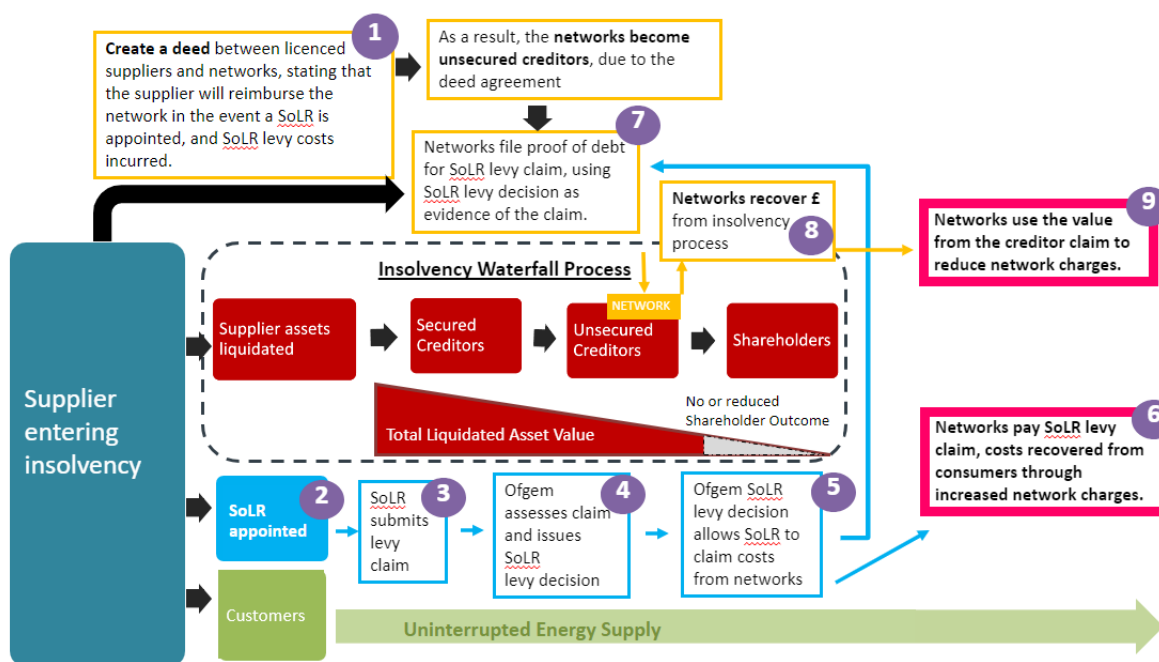 1
Create a deed between licenced
suppliers and networks, stating that
the supplier will reimburse the
network in the event a SoLR is
appointed, and SoLR levy costs
incurred.
As a result, the networks become
unsecured creditors, due to the
deed agreement
7
Networks file proof of debt
for SoLR levy claim, using
SoLR levy decision as
evidence of the claim.
Networks recover £
from insolvency
process
8
9
Networks use the value
from the creditor claim to
reduce network charges.
Supplier
entering
insolvency
Insolvency Waterfall Process
NETWORK
Supplier assets
liquidated
Secured
Creditors
Unsecured
Creditors
Shareholders
No or reduced
Shareholder Outcome
Total Liquidated Asset Value
6
Networks pay SoLR levy
claim, costs recovered from
consumers through
increased network charges.
SoLR
appointed
2
SoLR
submits
levy
claim
3
Ofgem
assesses claim
and issues
SoLR
levy decision
4
Ofgem SoLR
levy decision
allows SoLR to
claim costs
from networks
5
Customers
Uninterrupted Energy Supply